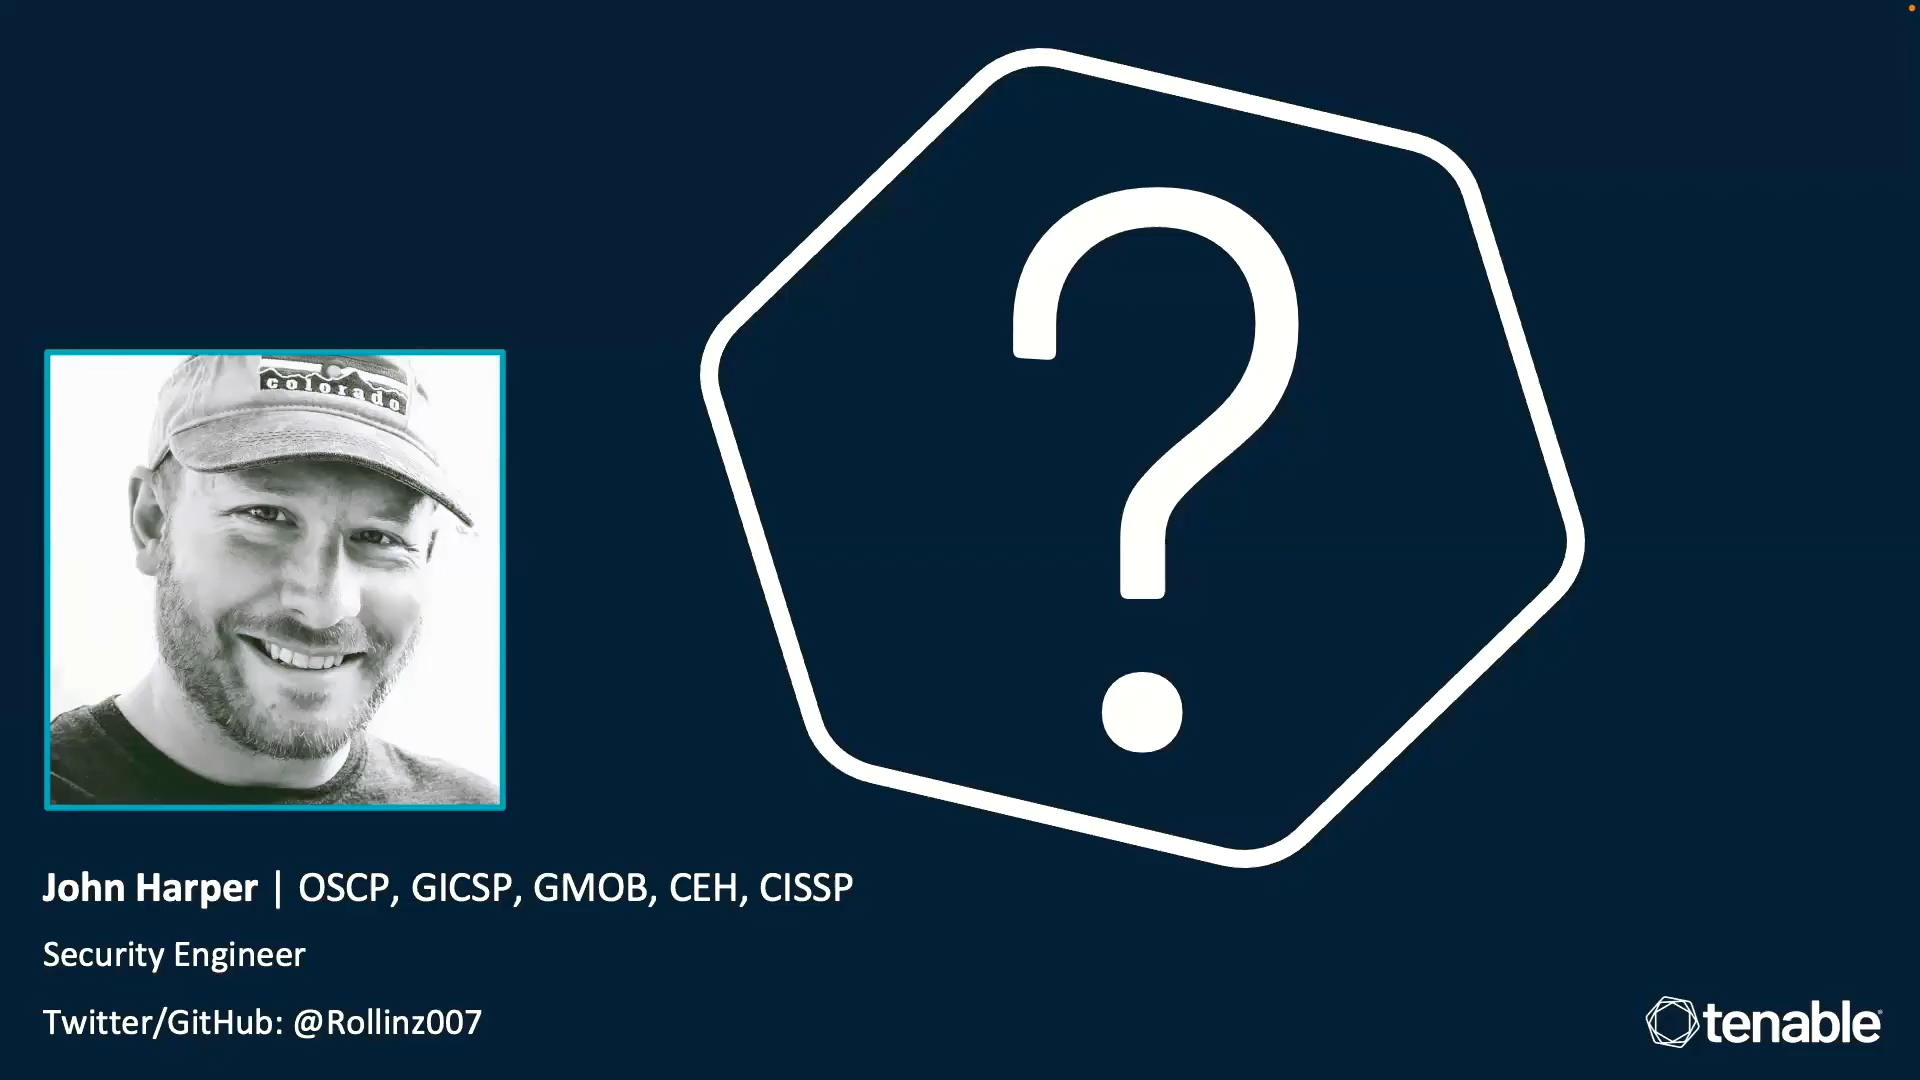 ?
colorado
John Harper | OSCP, GICSP, GMOB, CEH, CISSP
Security Engineer
Twitter/GitHub: @Rollinz007
tenable